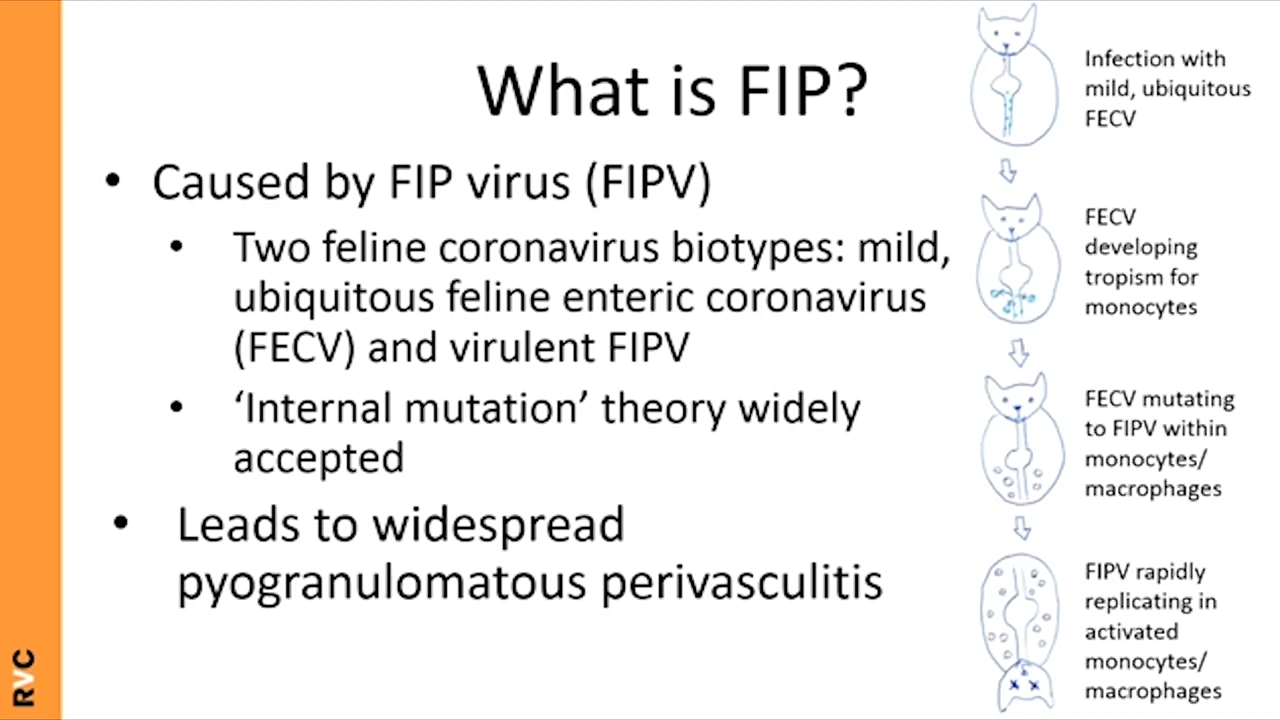 What is FIP?
• Caused by FIP virus (FIPV)
• Two feline coronavirus biotypes: mild,
ubiquitous feline enteric coronavirus
(FECV) and virulent FIPV
• ‘Internal mutation’ theory widely
accepted
• Leads to widespread
pyogranulomatous perivasculitis
Infection with
mild, ubiquitous
FECV
FECV
developing
tropism for
monocytes
FECV mutating
to FIPV within
monocytes/
macrophages
FIPV rapidly
replicating in
activated
monocytes/
macrophages
RVC